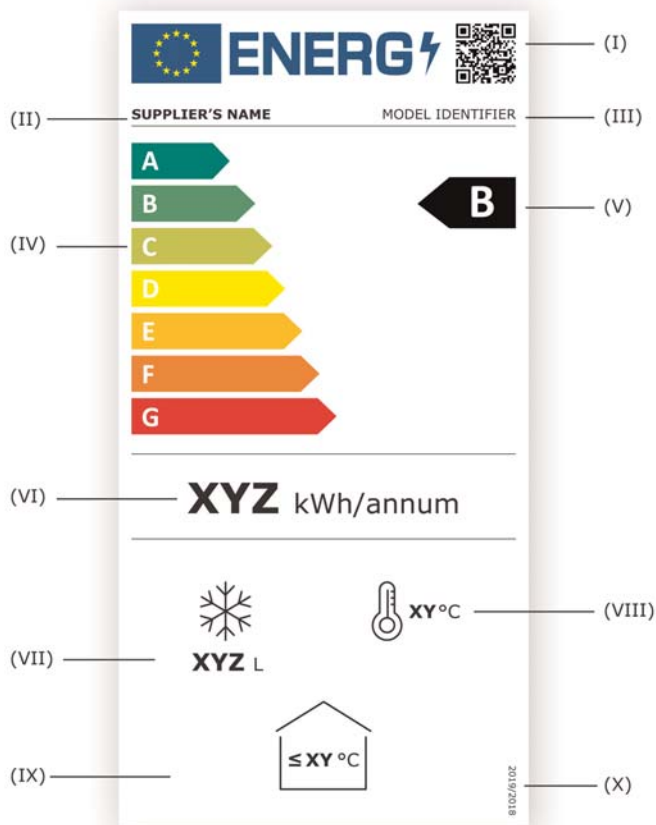 ENERG
(I)
(II)
SUPPLIER'S NAME
MODEL IDENTIFIER
(III)
A
B
B
(V)
(IV)
C
D
E
F
G
(VI)
XYZ kWh/annum
XY°C
(VIII)
(VII)
XYZ L
≤ XY °C
(IX)
2019/2018
(X)